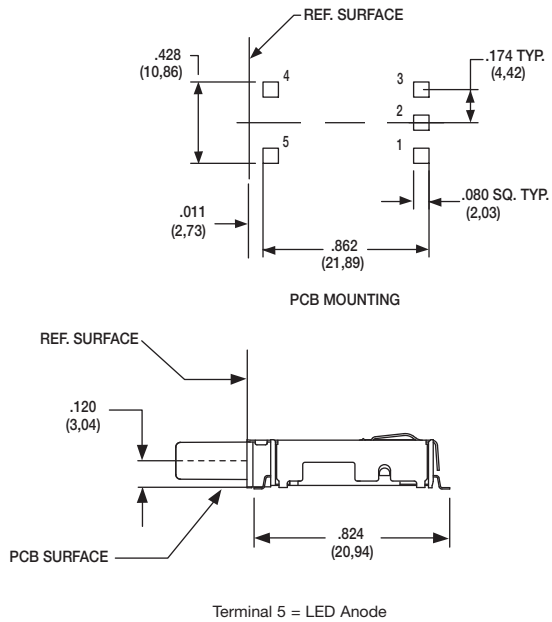 REF. SURFACE
.428
(10,86)
4
3
.174 TYP.
(4,42)
2
5
1
.080 SQ. TYP.
(2,03)
.011
(2,73)
.862
(21,89)
PCB MOUNTING
REF. SURFACE
.120
(3,04)
PCB SURFACE
.824
(20,94)
Terminal 5 = LED Anode